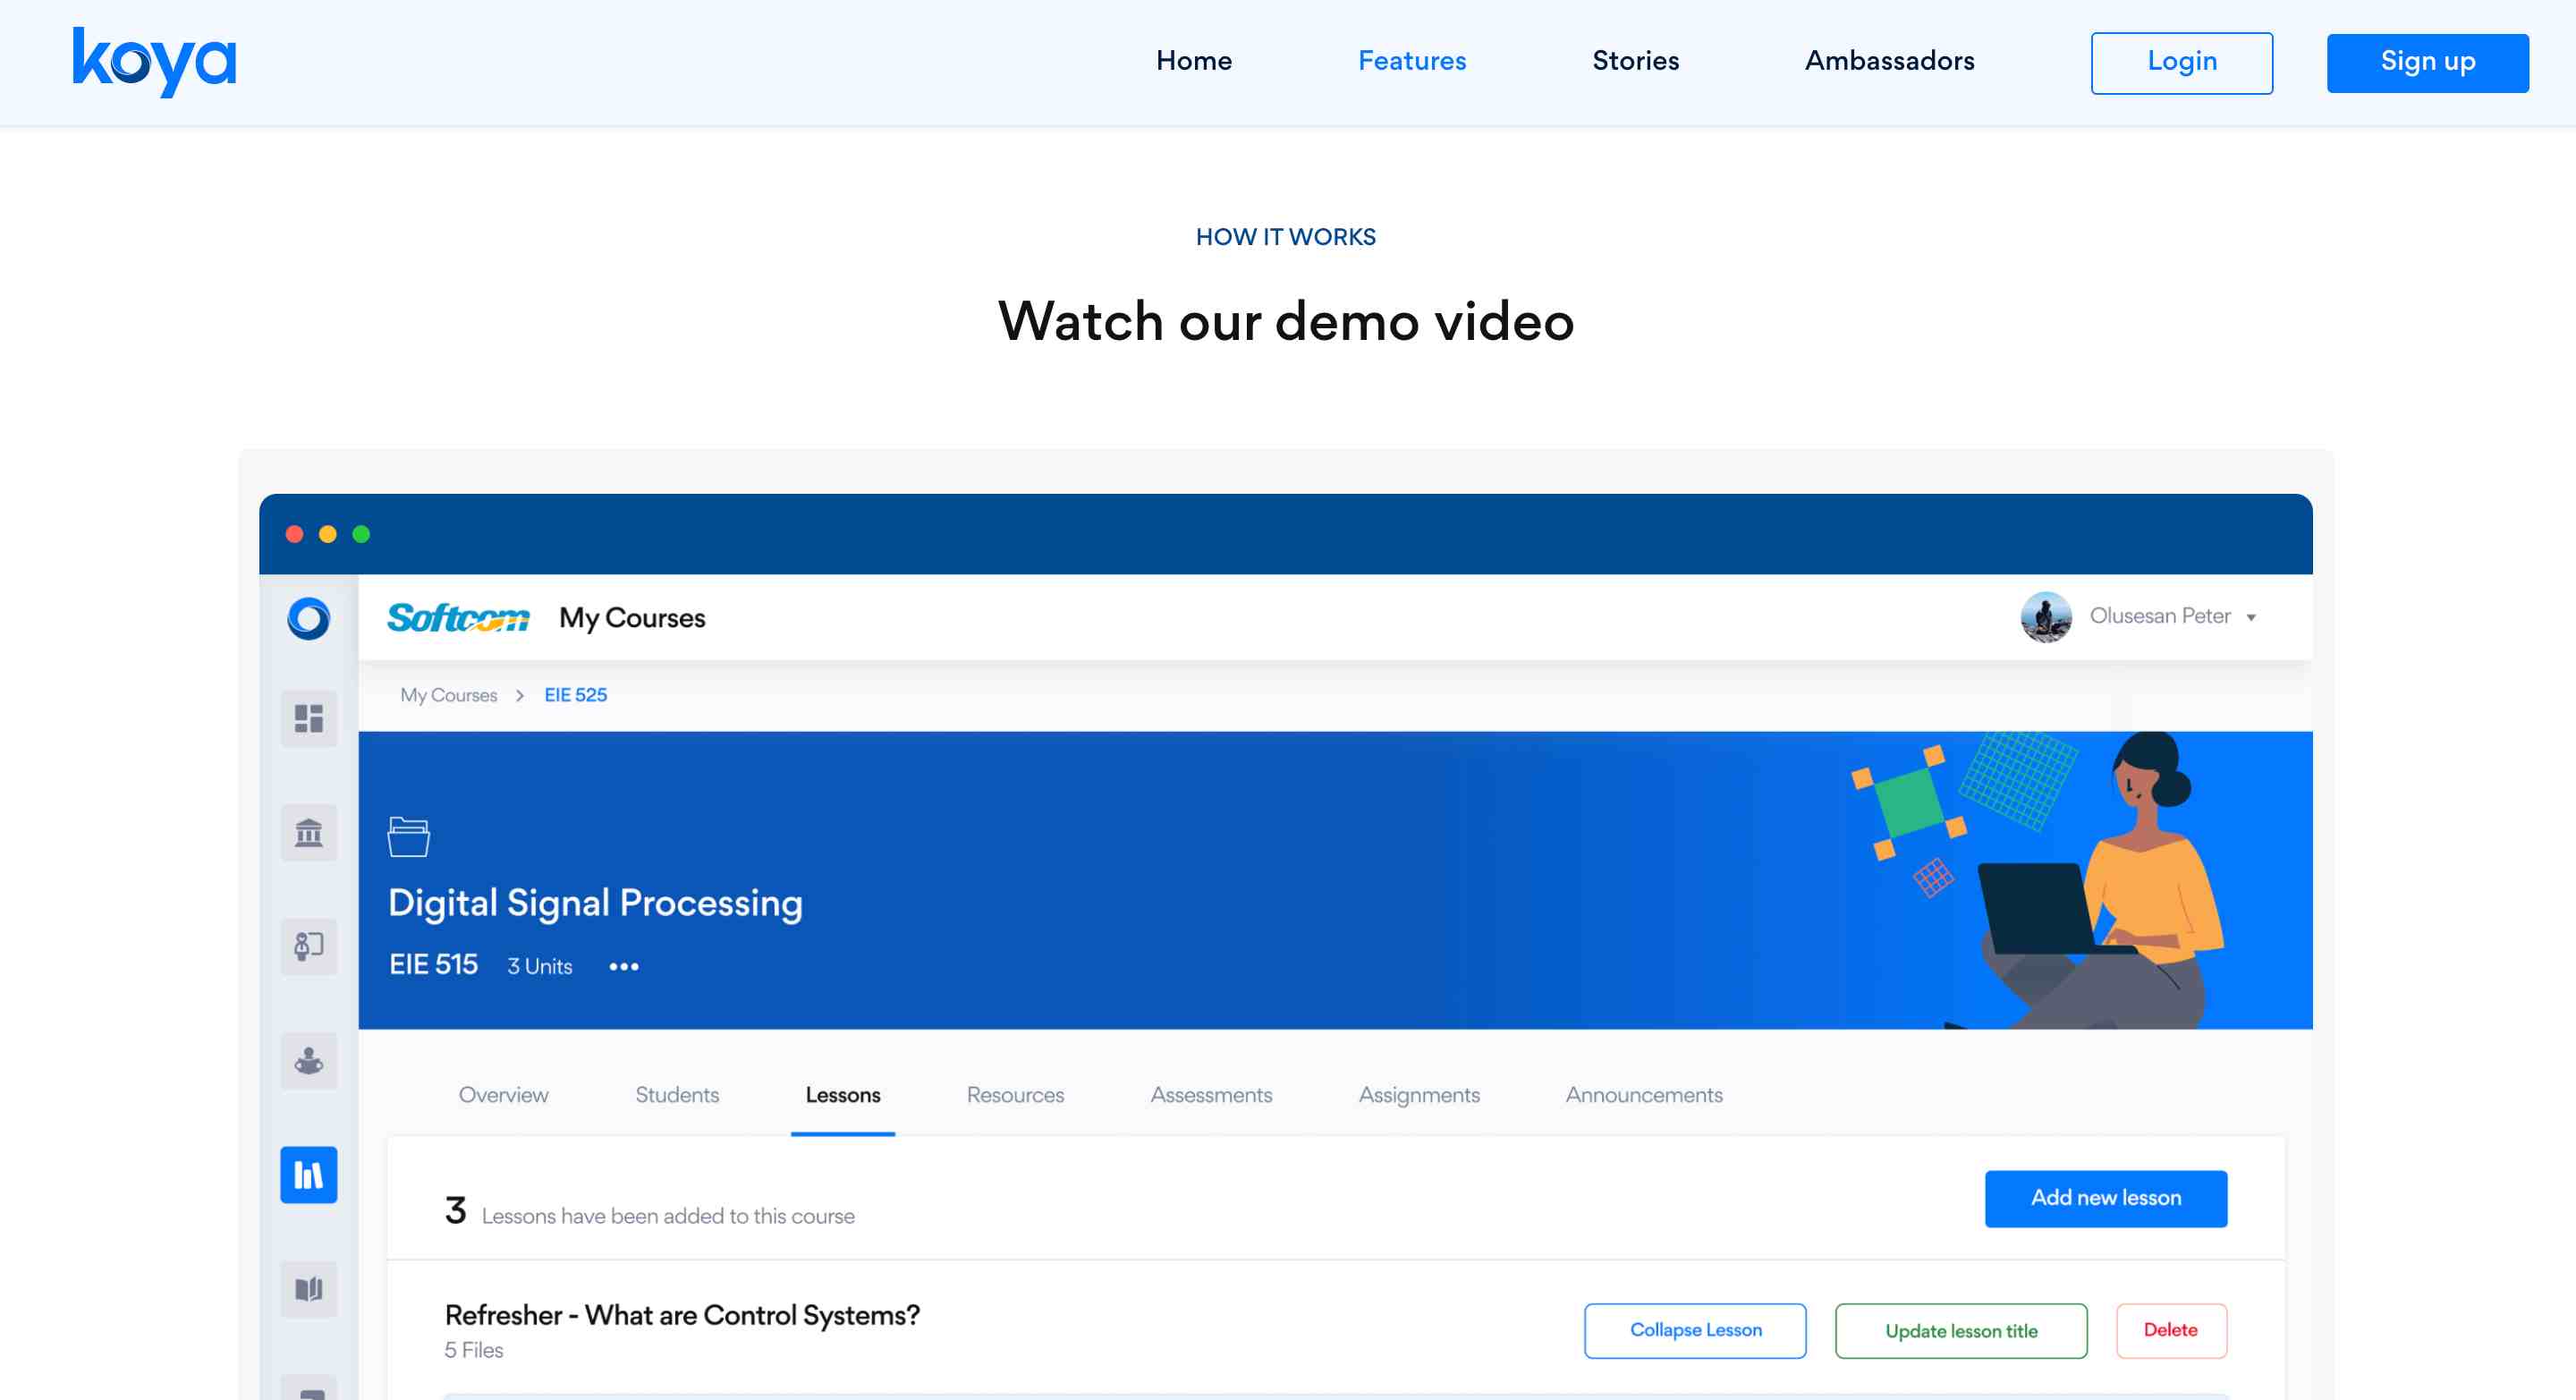 koya
Home Features Stories Ambassadors Login Sign up
HOW IT WORKS
Watch our demo video
Softcom My Courses Olusesan Peter
My Courses > EIE 525
Digital Signal Processing
EIE 515 3 Units •••
Overview Students Lessons Resources Assessments Assignments Announcements
3 Lessons have been added to this course Add new lesson
Refresher - What are Control Systems? Collapse Lesson Update lesson title Delete
5 Files